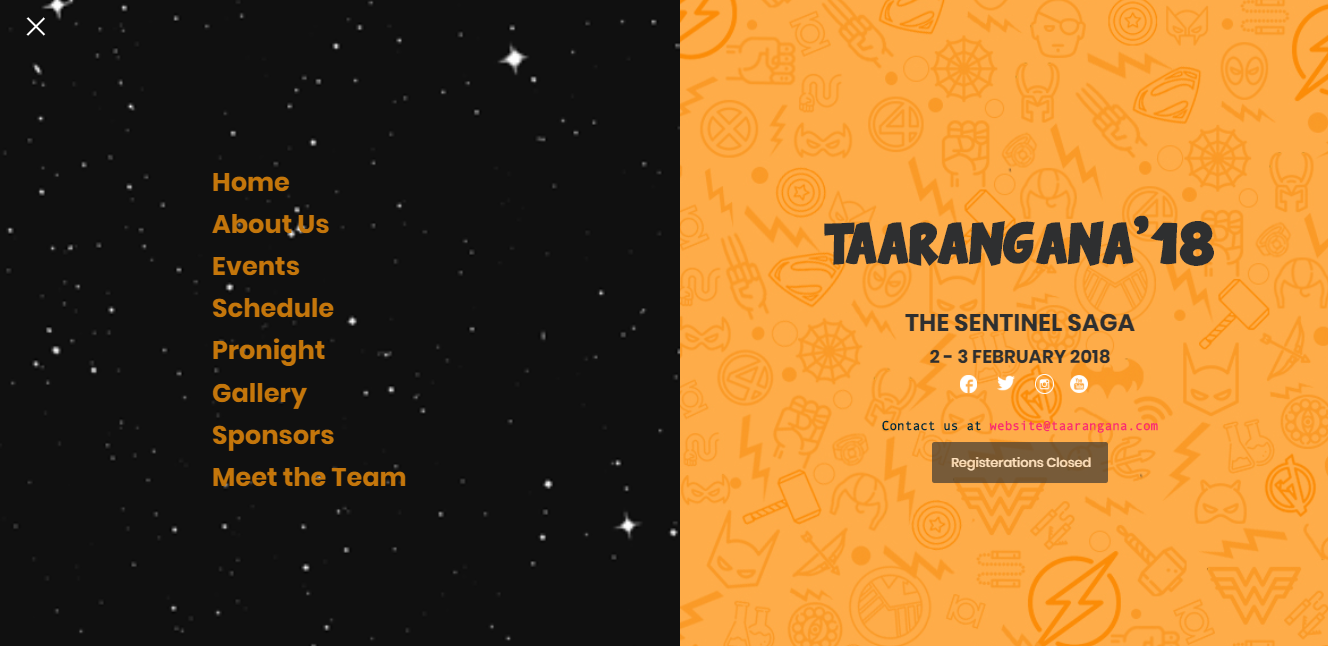 Home
About Us
Events
Schedule
Pronight
Gallery
Sponsors
Meet the Team
TAARANGANA’18
THE SENTINEL SAGA
2 - 3 FEBRUARY 2018
Contact us at website@taarangana.com
Registerations Closed